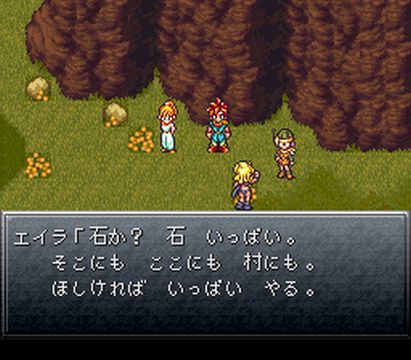 エイラ「石か？　石　いっぱい。
そこにも　ここにも　村にも。
ほしければ　いっぱい　やる。